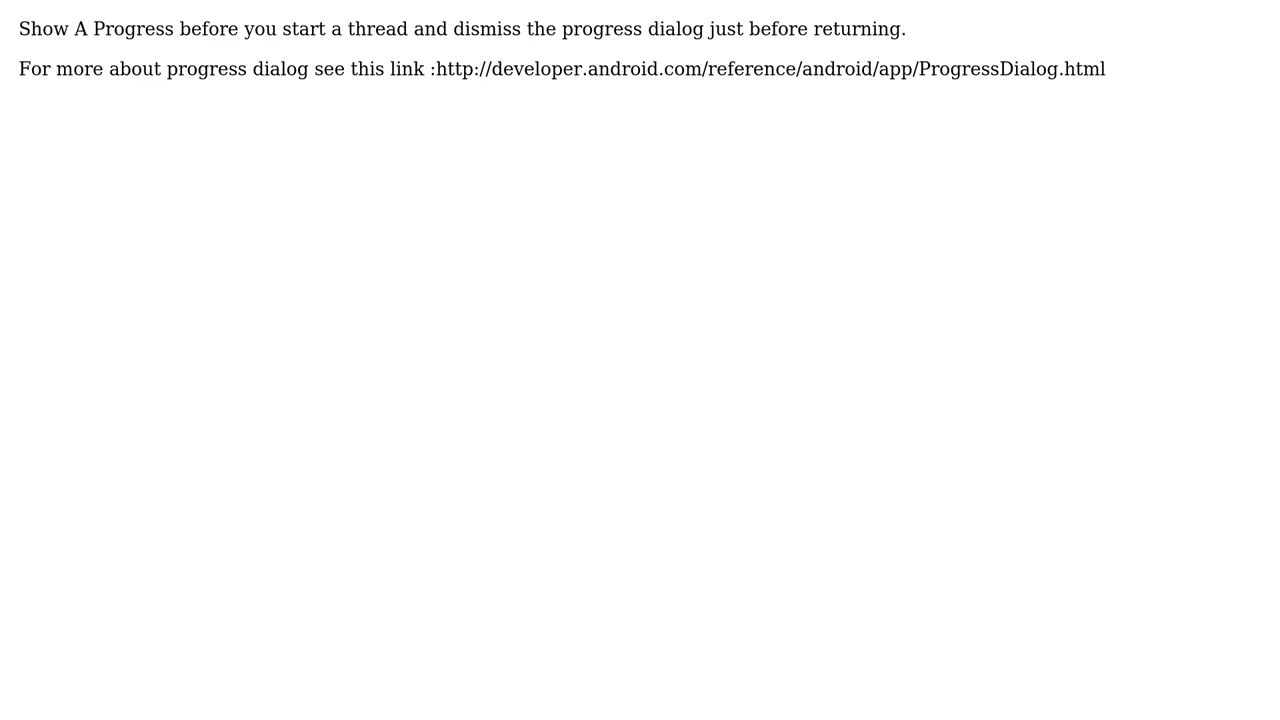 Show A Progress before you start a thread and dismiss the progress dialog just before returning.
For more about progress dialog see this link :http://developer.android.com/reference/android/app/ProgressDialog.html